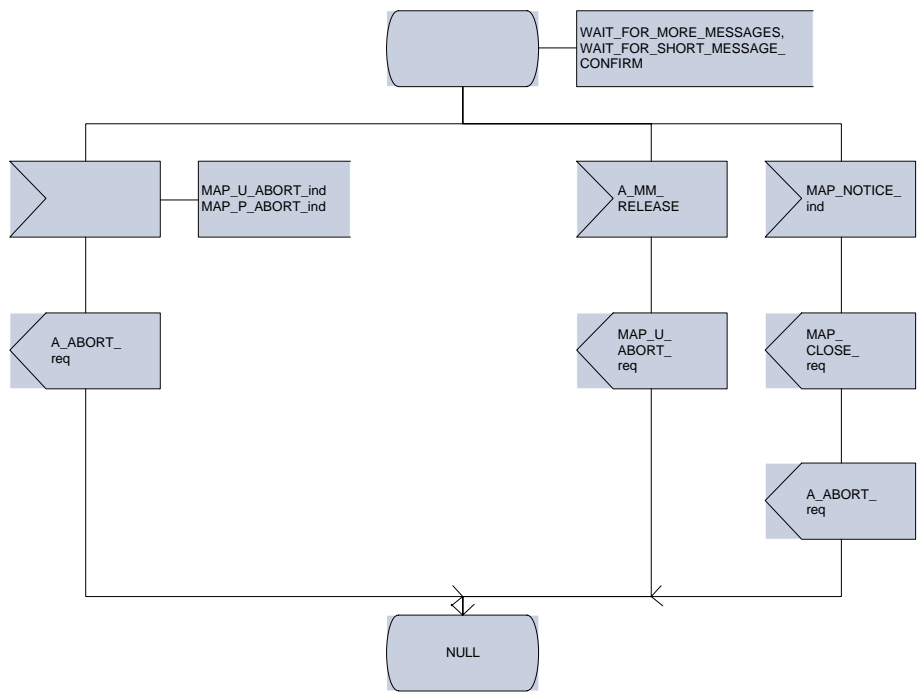 WAIT_FOR_MORE_MESSAGES,
WAIT_FOR_SHORT_MESSAGE_
CONFIRM
MAP_U_ABORT_ind
MAP_P_ABORT_ind
A_MM_
RELEASE
MAP_NOTICE_
ind
A_ABORT_
req
MAP_U_
ABORT_
req
MAP_
CLOSE_
req
A_ABORT_
req
NULL